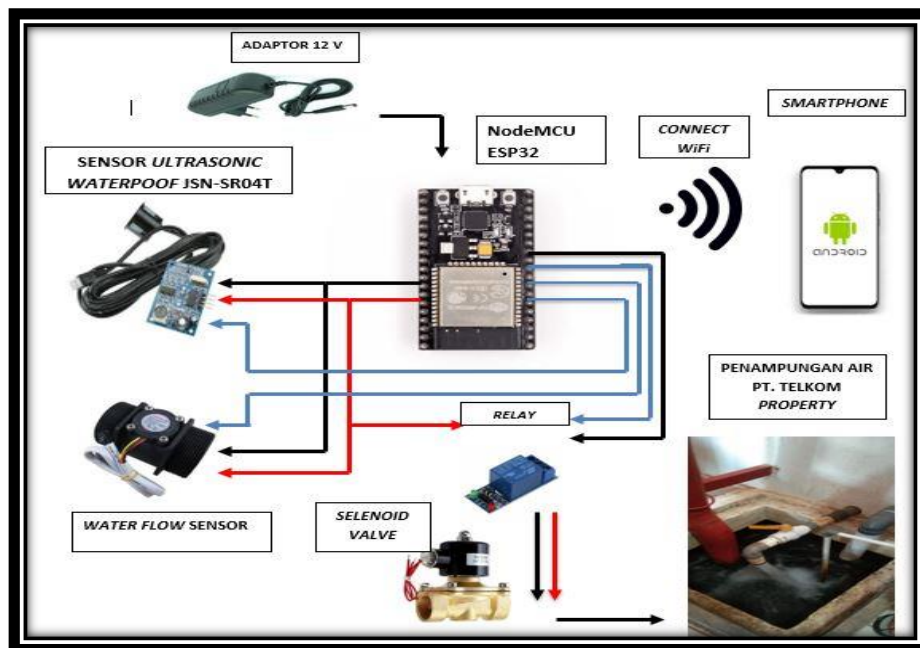 ADAPTOR 12 V
SENSOR ULTRASONIC
WATERPOOF JSN-SR04T
NodeMCU
ESP32
CONNECT
WiFi
SMARTPHONE
ANDROID
WATER FLOW SENSOR
RELAY
SELENOID
VALVE
PENAMPUNGAN AIR
PT. TELKOM
PROPERTY